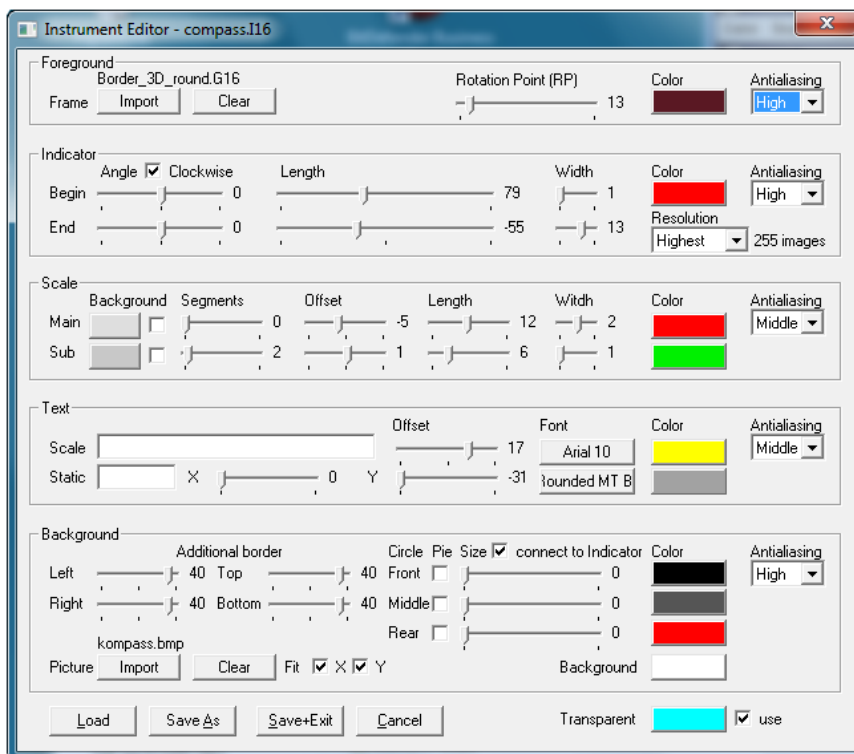 Instrument Editor - compass.I16
Foreground
Border_3D_round.G16 Rotation Point (RP) Color Antialiasing
Frame Import Clear 13 High
Indicator
Angle Clockwise Length Width Color Antialiasing
Begin 0 79 1 High
Resolution
End 0 -55 13 Highest 255 images
Scale
Background Segments Offset Length Witdh Color Antialiasing
Main 0 -5 12 2 Middle
Sub 2 1 6 1
Text
Offset Font Color Antialiasing
Scale 17 Arial 10 Middle
Static X 0 Y -31 Rounded MT B
Background
Additional border Circle Pie Size connect to Indicator Color Antialiasing
Left 40 Top 40 Front 0 High
Right 40 Bottom 40 Middle 0
Rear 0
kompass.bmp
Picture Import Clear Fit X Y Background
Load Save As Save+Exit Cancel Transparent use